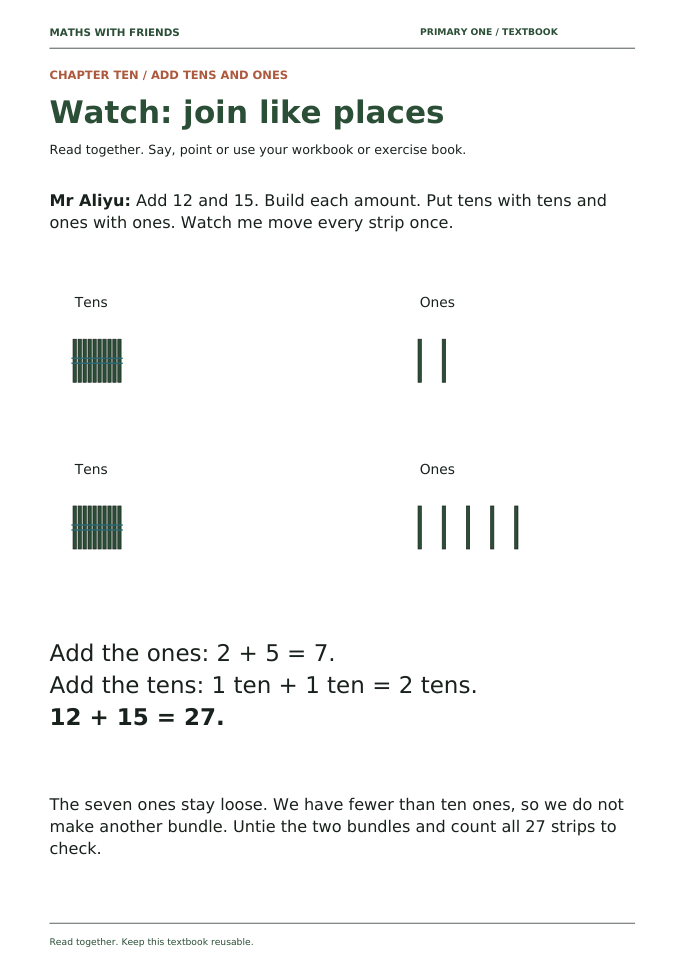 MATHS WITH FRIENDS
PRIMARY ONE / TEXTBOOK
CHAPTER TEN / ADD TENS AND ONES
Watch: join like places
Read together. Say, point or use your workbook or exercise book.
Mr Aliyu: Add 12 and 15. Build each amount. Put tens with tens and
ones with ones. Watch me move every strip once.
Tens
Ones
Tens
Ones
Add the ones: 2 + 5 = 7.
Add the tens: 1 ten + 1 ten = 2 tens.
12 + 15 = 27.
The seven ones stay loose. We have fewer than ten ones, so we do not
make another bundle. Untie the two bundles and count all 27 strips to
check.
Read together. Keep this textbook reusable.